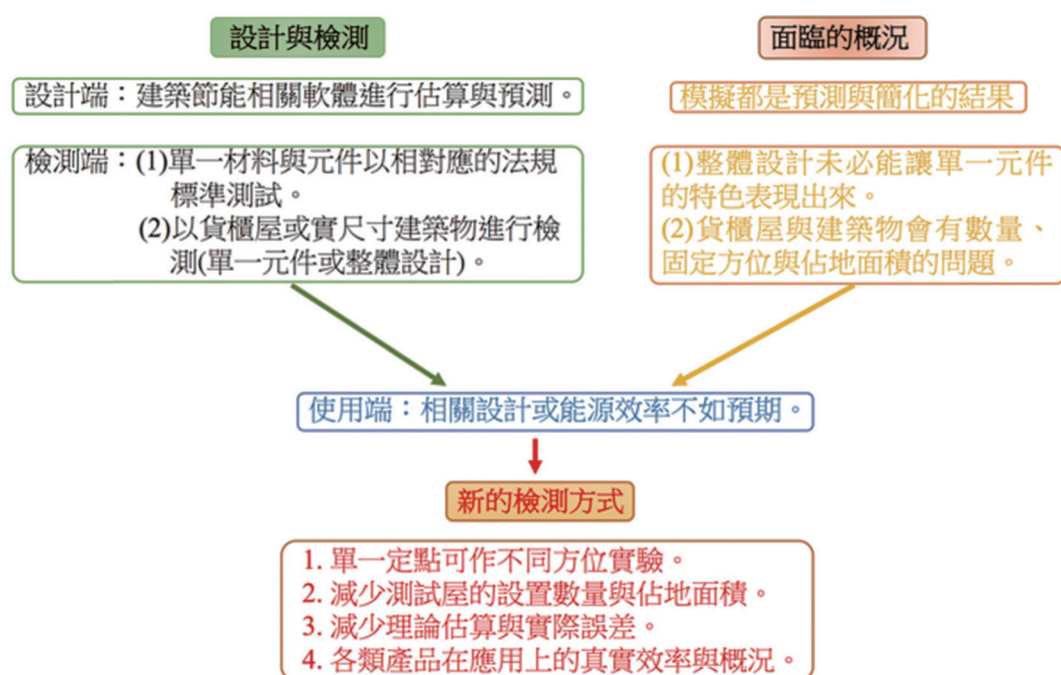 設計與檢測
面臨的概況
設計端：建築節能相關軟體進行估算與預測。
模擬都是預測與簡化的結果
檢測端：(1)單一材料與元件以相對應的法規
標準測試。
(2)以貨櫃屋或實尺寸建築物進行檢
測(單一元件或整體設計)。
(1)整體設計未必能讓單一元件
的特色表現出來。
(2)貨櫃屋與建築物會有數量、
固定方位與佔地面積的問題。
使用端：相關設計或能源效率不如預期。
新的檢測方式
1. 單一定點可作不同方位實驗。
2. 減少測試屋的設置數量與佔地面積。
3. 減少理論估算與實際誤差。
4. 各類產品在應用上的真實效率與概況。